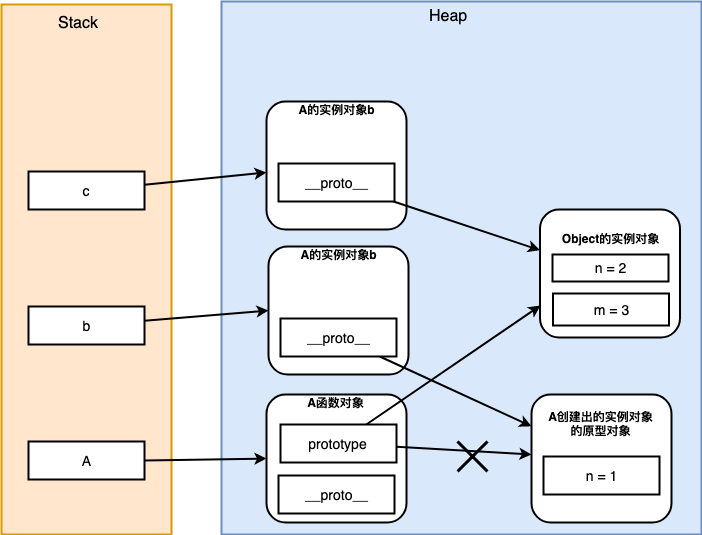 Stack
Heap
c
A的实例对象b
__proto__
Object的实例对象
n = 2
m = 3
b
A的实例对象b
__proto__
A
A函数对象
prototype
__proto__
A创建出的实例对象
的原型对象
n = 1